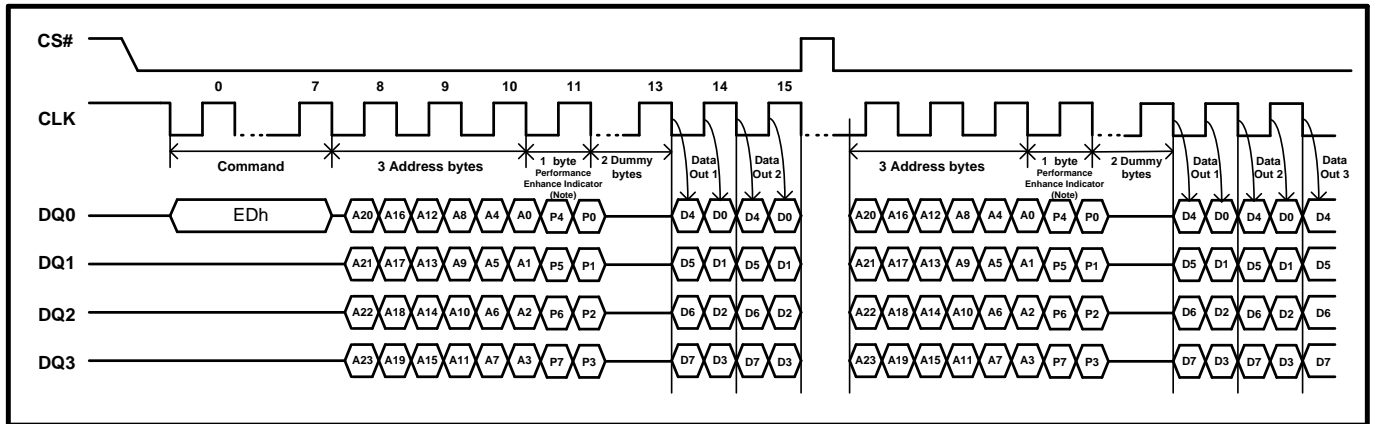 CS#
0 7 8 9 10 11 13 14 15
CLK
Command 3 Address bytes 1 byte Performance Enhance Indicator (Note) 2 Dummy bytes Data Out 1 Data Out 2 3 Address bytes 1 byte Performance Enhance Indicator (Note) 2 Dummy bytes Data Out 1 Data Out 2 Data Out 3
DQ0 EDh A20 A16 A12 A8 A4 A0 P4 P0 D4 D0 D4 D0 A20 A16 A12 A8 A4 A0 P4 P0 D4 D0 D4 D0 D4
DQ1 A21 A17 A13 A9 A5 A1 P5 P1 D5 D1 D5 D1 A21 A17 A13 A9 A5 A1 P5 P1 D5 D1 D5 D1 D5
DQ2 A22 A18 A14 A10 A6 A2 P6 P2 D6 D2 D6 D2 A22 A18 A14 A10 A6 A2 P6 P2 D6 D2 D6 D2 D6
DQ3 A23 A19 A15 A11 A7 A3 P7 P3 D7 D3 D7 D3 A23 A19 A15 A11 A7 A3 P7 P3 D7 D3 D7 D3 D7